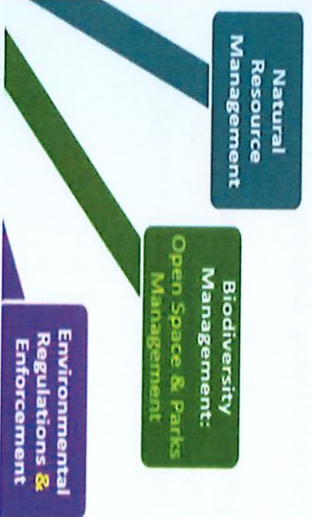 Natural
Resource
Management
Biodiversity
Management:
Open Space & Parks
Management
Environmental
Regulations &
Enforcement